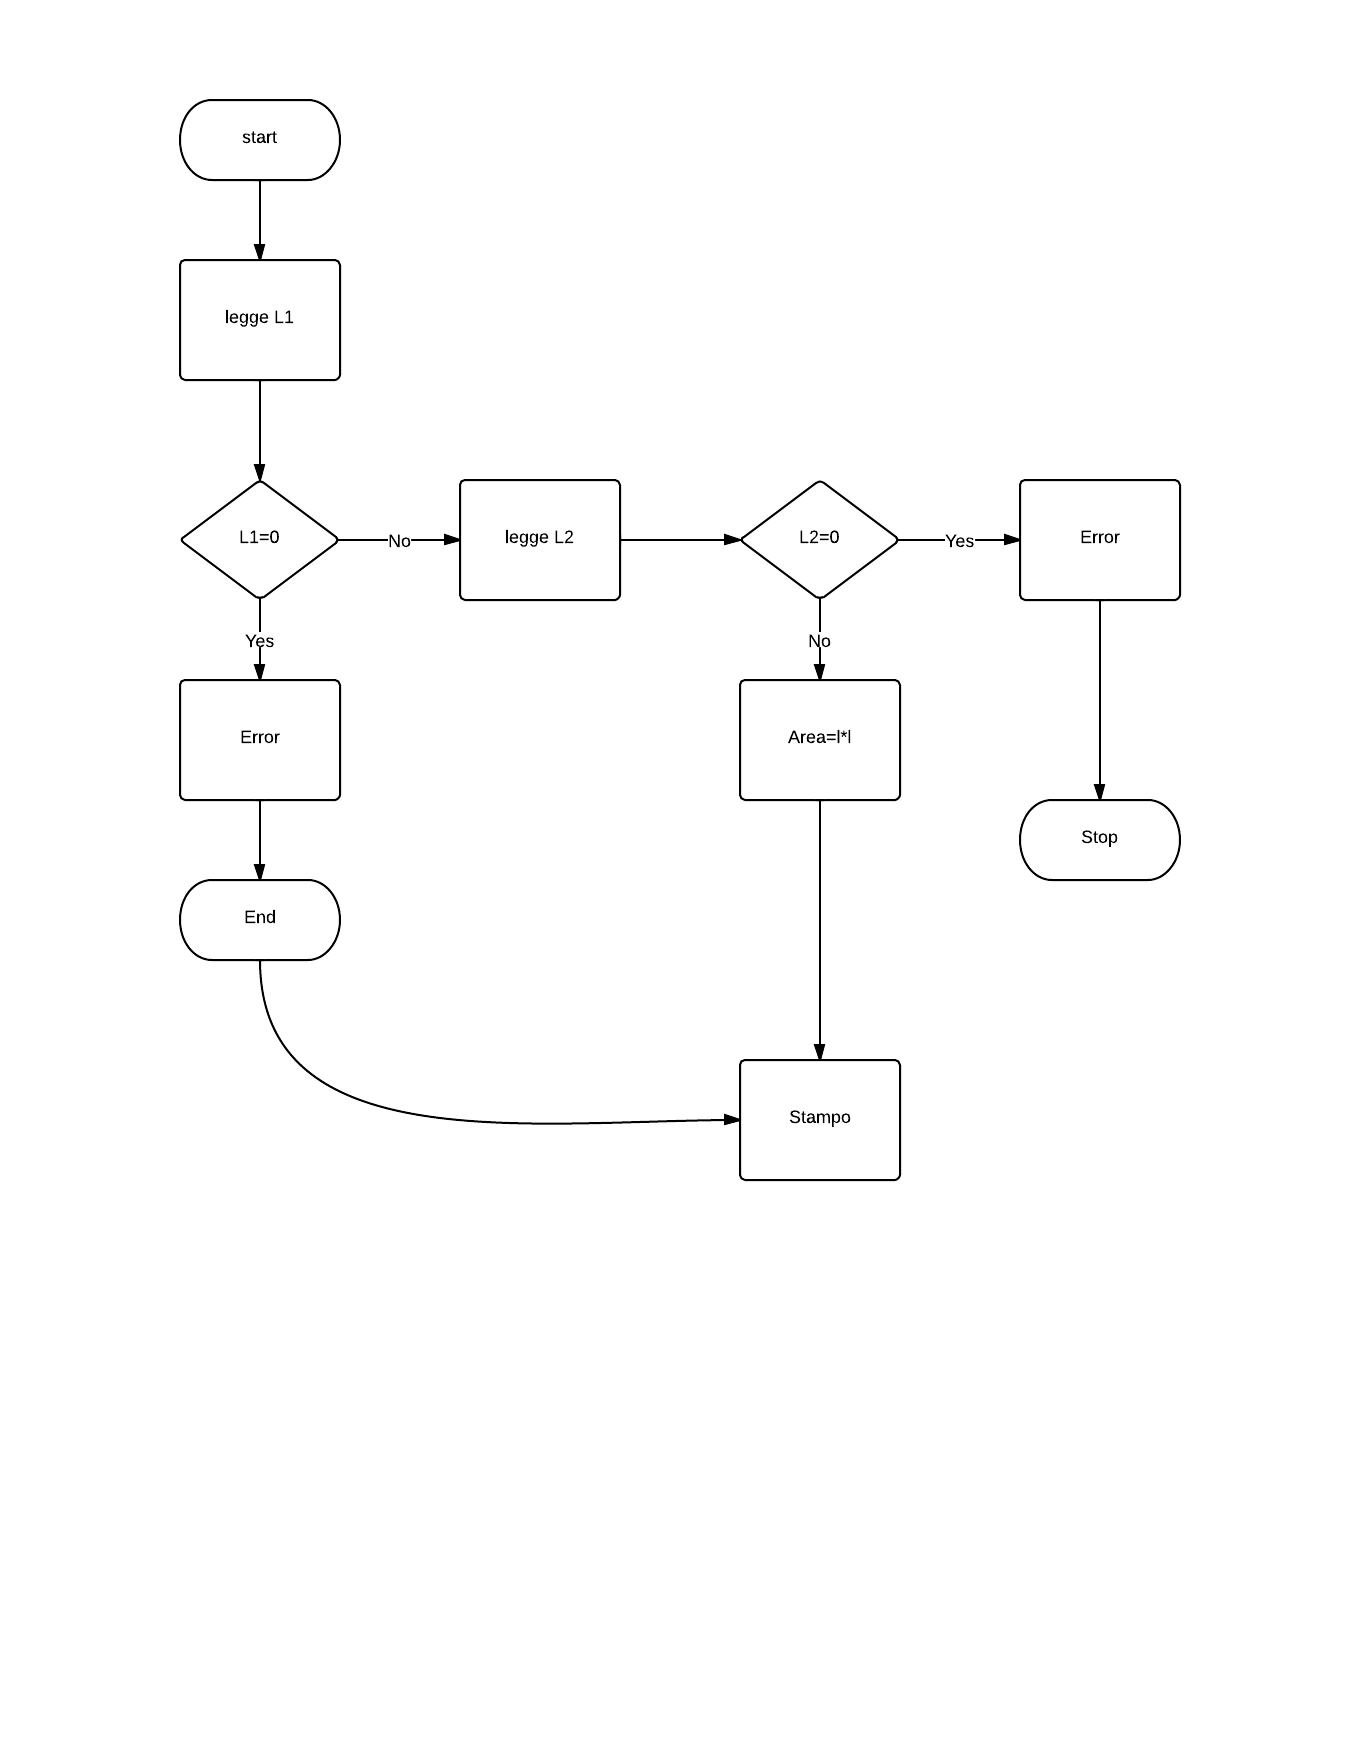 start
legge L1
L1=0
No
legge L2
L2=0
Yes
Error
Yes
No
Error
Area=l*l
Stop
End
Stampo